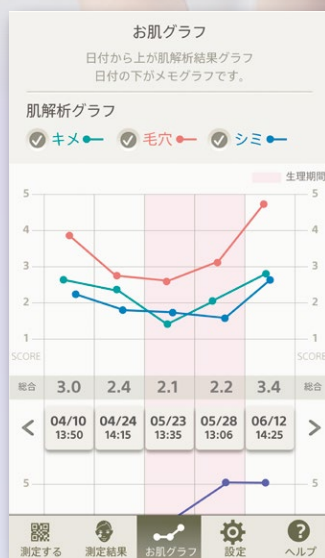 お肌グラフ
日付から上が肌解析結果グラフ
日付の下がメモグラフです。
肌解析グラフ
キメ 毛穴 シミ
生理期間
5 5
4 4
3 3
2 2
1 1
SCORE SCORE
総合 3.0 2.4 2.1 2.2 3.4 総合
< 04/10 04/24 05/23 05/28 06/12 >
13:50 14:15 13:35 13:06 14:25
5 5
測定する 測定結果 お肌グラフ 設定 ヘルプ